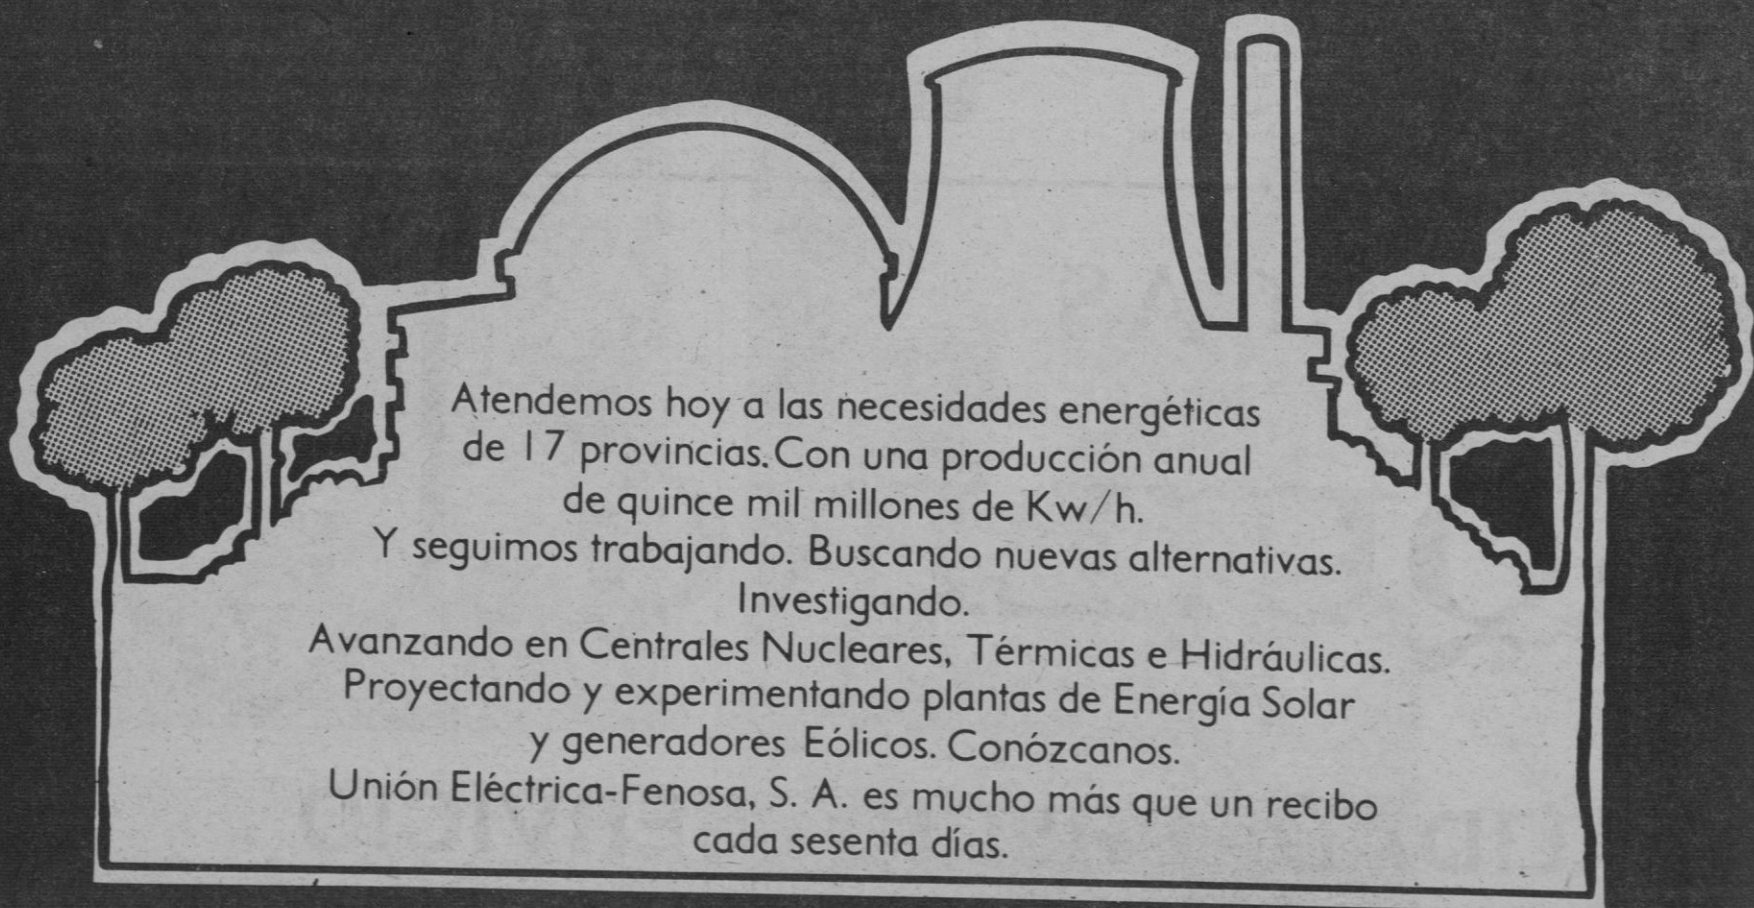 Atendemos hoy a las necesidades energéticas
de 17 provincias. Con una producción anual
de quince mil millones de Kw/h.
Y seguimos trabajando. Buscando nuevas alternativas.
Investigando.
Avanzando en Centrales Nucleares, Térmicas e Hidráulicas.
Proyectando y experimentando plantas de Energía Solar
y generadores Eólicos. Conózcanos.
Unión Eléctrica-Fenosa, S. A. es mucho más que un recibo
cada sesenta días.